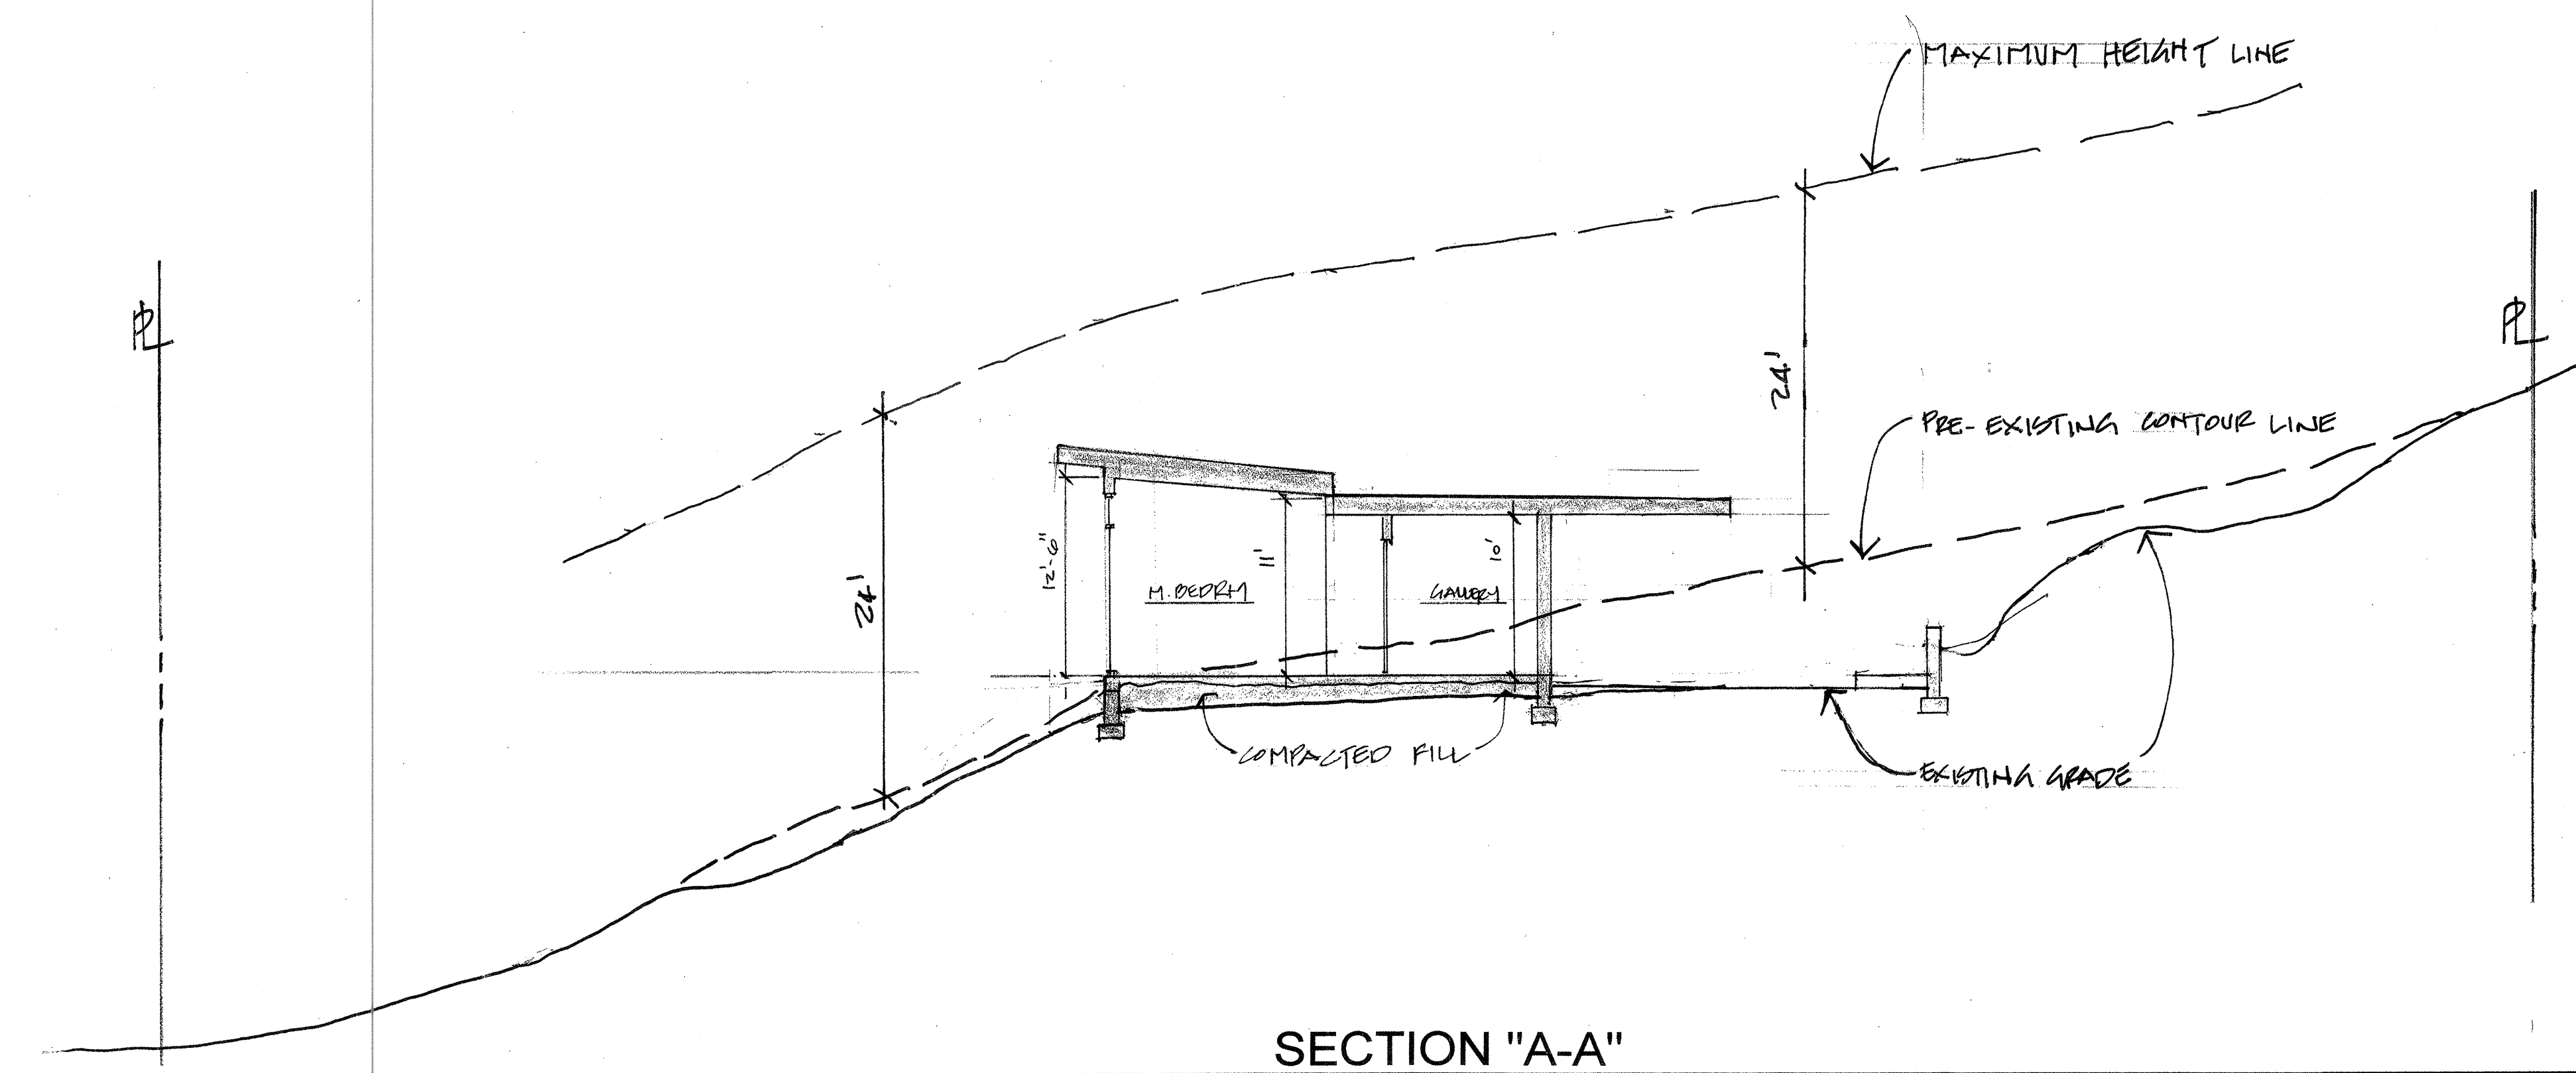 MAXIMUM HEIGHT LINE
PL
PL
24'
PRE-EXISTING CONTOUR LINE
12'-6"
11'
10'
24'
M. BEDRM
GALLERY
COMPACTED FILL
EXISTING GRADE
SECTION "A-A"